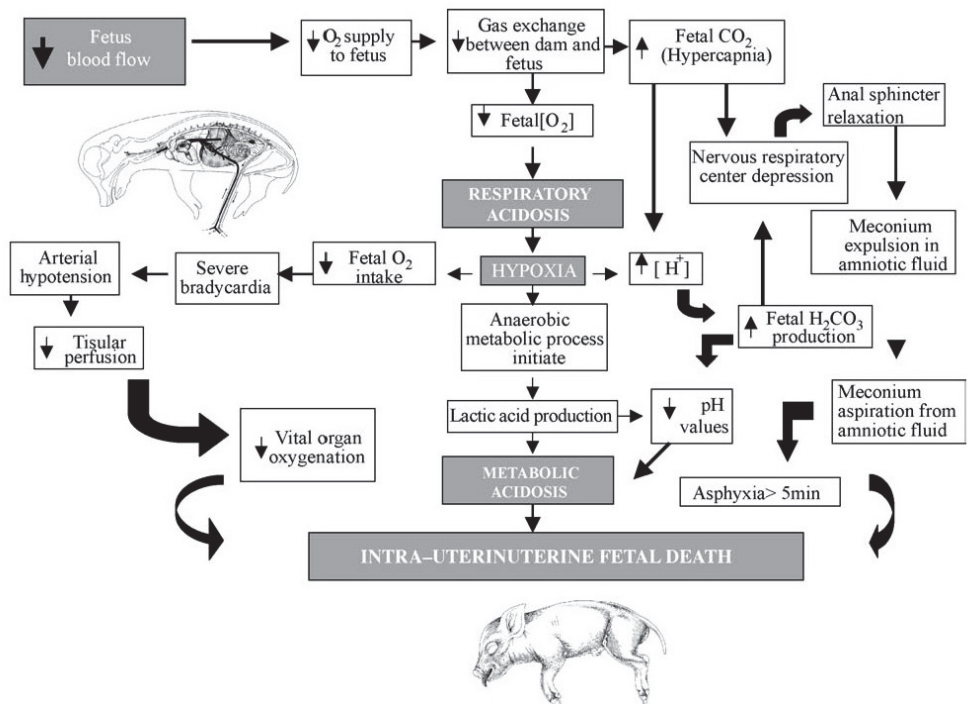 Fetus
blood flow
O₂ supply
to fetus
Gas exchange
between dam and
fetus
Fetal CO₂.
(Hypercapnia)
Fetal[O₂]
Anal sphincter
relaxation
Nervous respiratory
center depression
RESPIRATORY
ACIDOSIS
Meconium
expulsion in
amniotic fluid
Arterial
hypotension
Severe
bradycardia
Fetal O₂
intake
HYPOXIA
[ H⁺]
Tisular
perfusion
Anaerobic
metabolic process
initiate
Fetal H₂CO₃
production
Lactic acid production
pH
values
Meconium
aspiration from
amniotic fluid
Vital organ
oxygenation
METABOLIC
ACIDOSIS
Asphyxia> 5min
INTRA–UTERINUTERINE FETAL DEATH